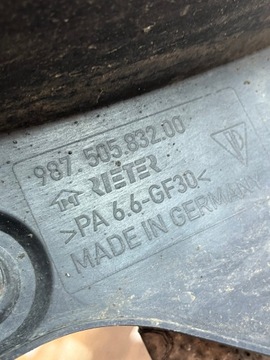 987.505.832.00
RIETER
>PA 6.6-GF30<
MADE IN GERMANY